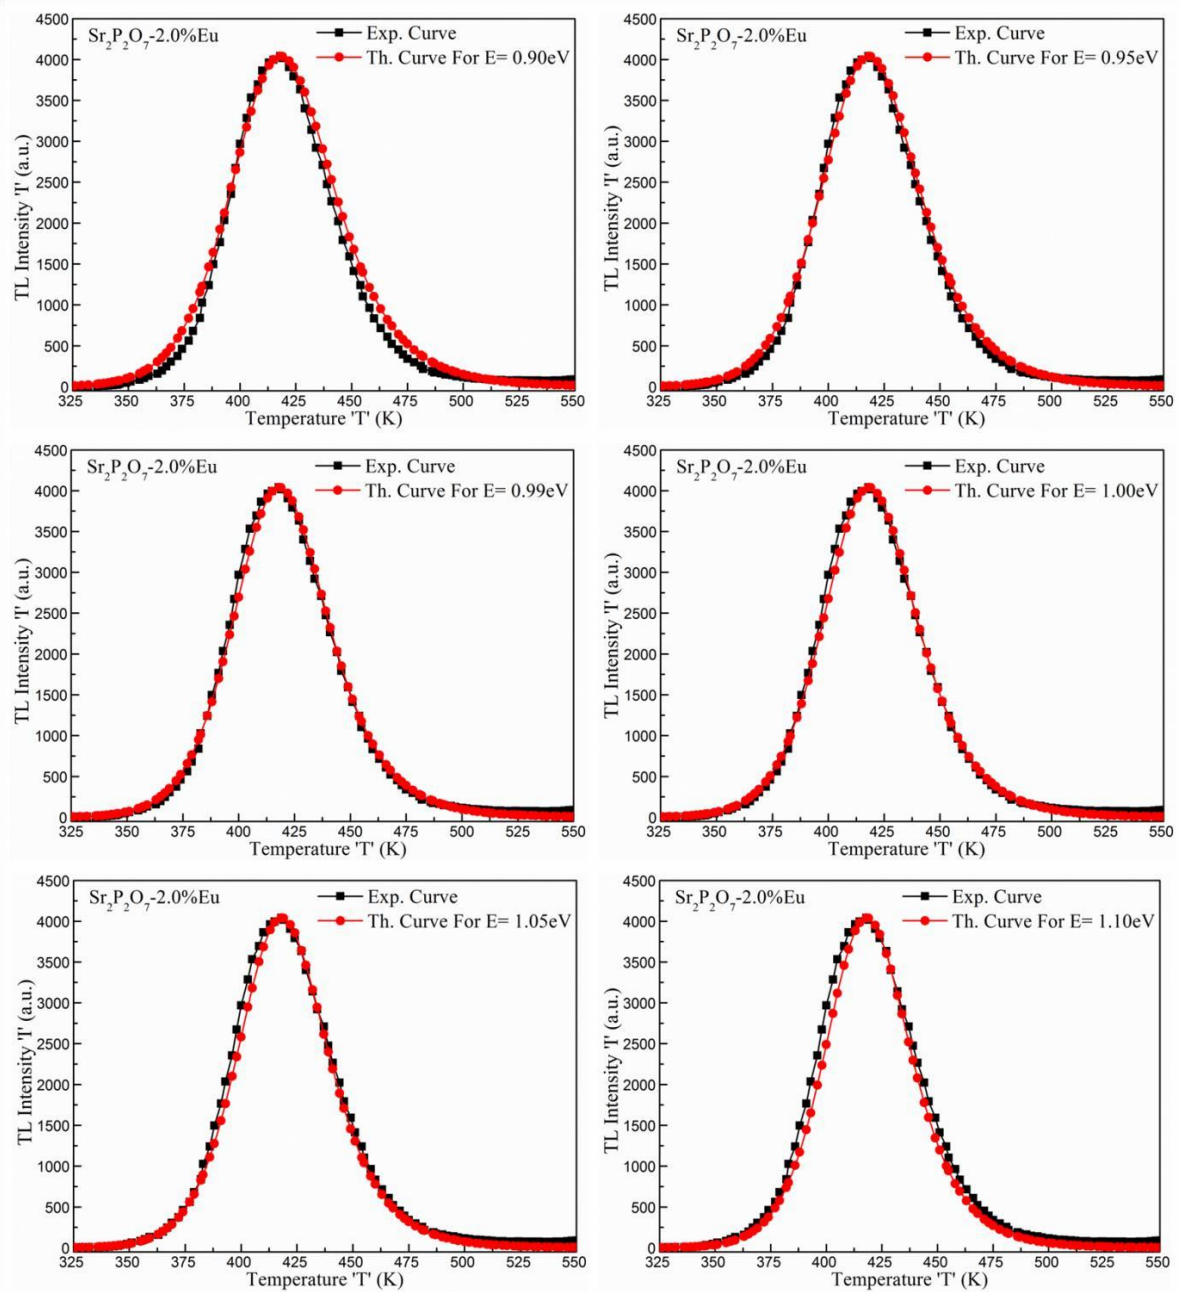 Sr₂P₂O₇-2.0%Eu
Exp. Curve
Th. Curve For E= 0.90eV
TL Intensity 'I' (a.u.)
4500
4000
3500
3000
2500
2000
1500
1000
500
0
325 350 375 400 425 450 475 500 525 550
Temperature 'T' (K)
Sr₂P₂O₇-2.0%Eu
Exp. Curve
Th. Curve For E= 0.95eV
TL Intensity 'I' (a.u.)
4500
4000
3500
3000
2500
2000
1500
1000
500
0
325 350 375 400 425 450 475 500 525 550
Temperature 'T' (K)
Sr₂P₂O₇-2.0%Eu
Exp. Curve
Th. Curve For E= 0.99eV
TL Intensity 'I' (a.u.)
4500
4000
3500
3000
2500
2000
1500
1000
500
0
325 350 375 400 425 450 475 500 525 550
Temperature 'T' (K)
Sr₂P₂O₇-2.0%Eu
Exp. Curve
Th. Curve For E= 1.00eV
TL Intensity 'I' (a.u.)
4500
4000
3500
3000
2500
2000
1500
1000
500
0
325 350 375 400 425 450 475 500 525 550
Temperature 'T' (K)
Sr₂P₂O₇-2.0%Eu
Exp. Curve
Th. Curve For E= 1.05eV
TL Intensity 'I' (a.u.)
4500
4000
3500
3000
2500
2000
1500
1000
500
0
325 350 375 400 425 450 475 500 525 550
Temperature 'T' (K)
Sr₂P₂O₇-2.0%Eu
Exp. Curve
Th. Curve For E= 1.10eV
TL Intensity 'I' (a.u.)
4500
4000
3500
3000
2500
2000
1500
1000
500
0
325 350 375 400 425 450 475 500 525 550
Temperature 'T' (K)